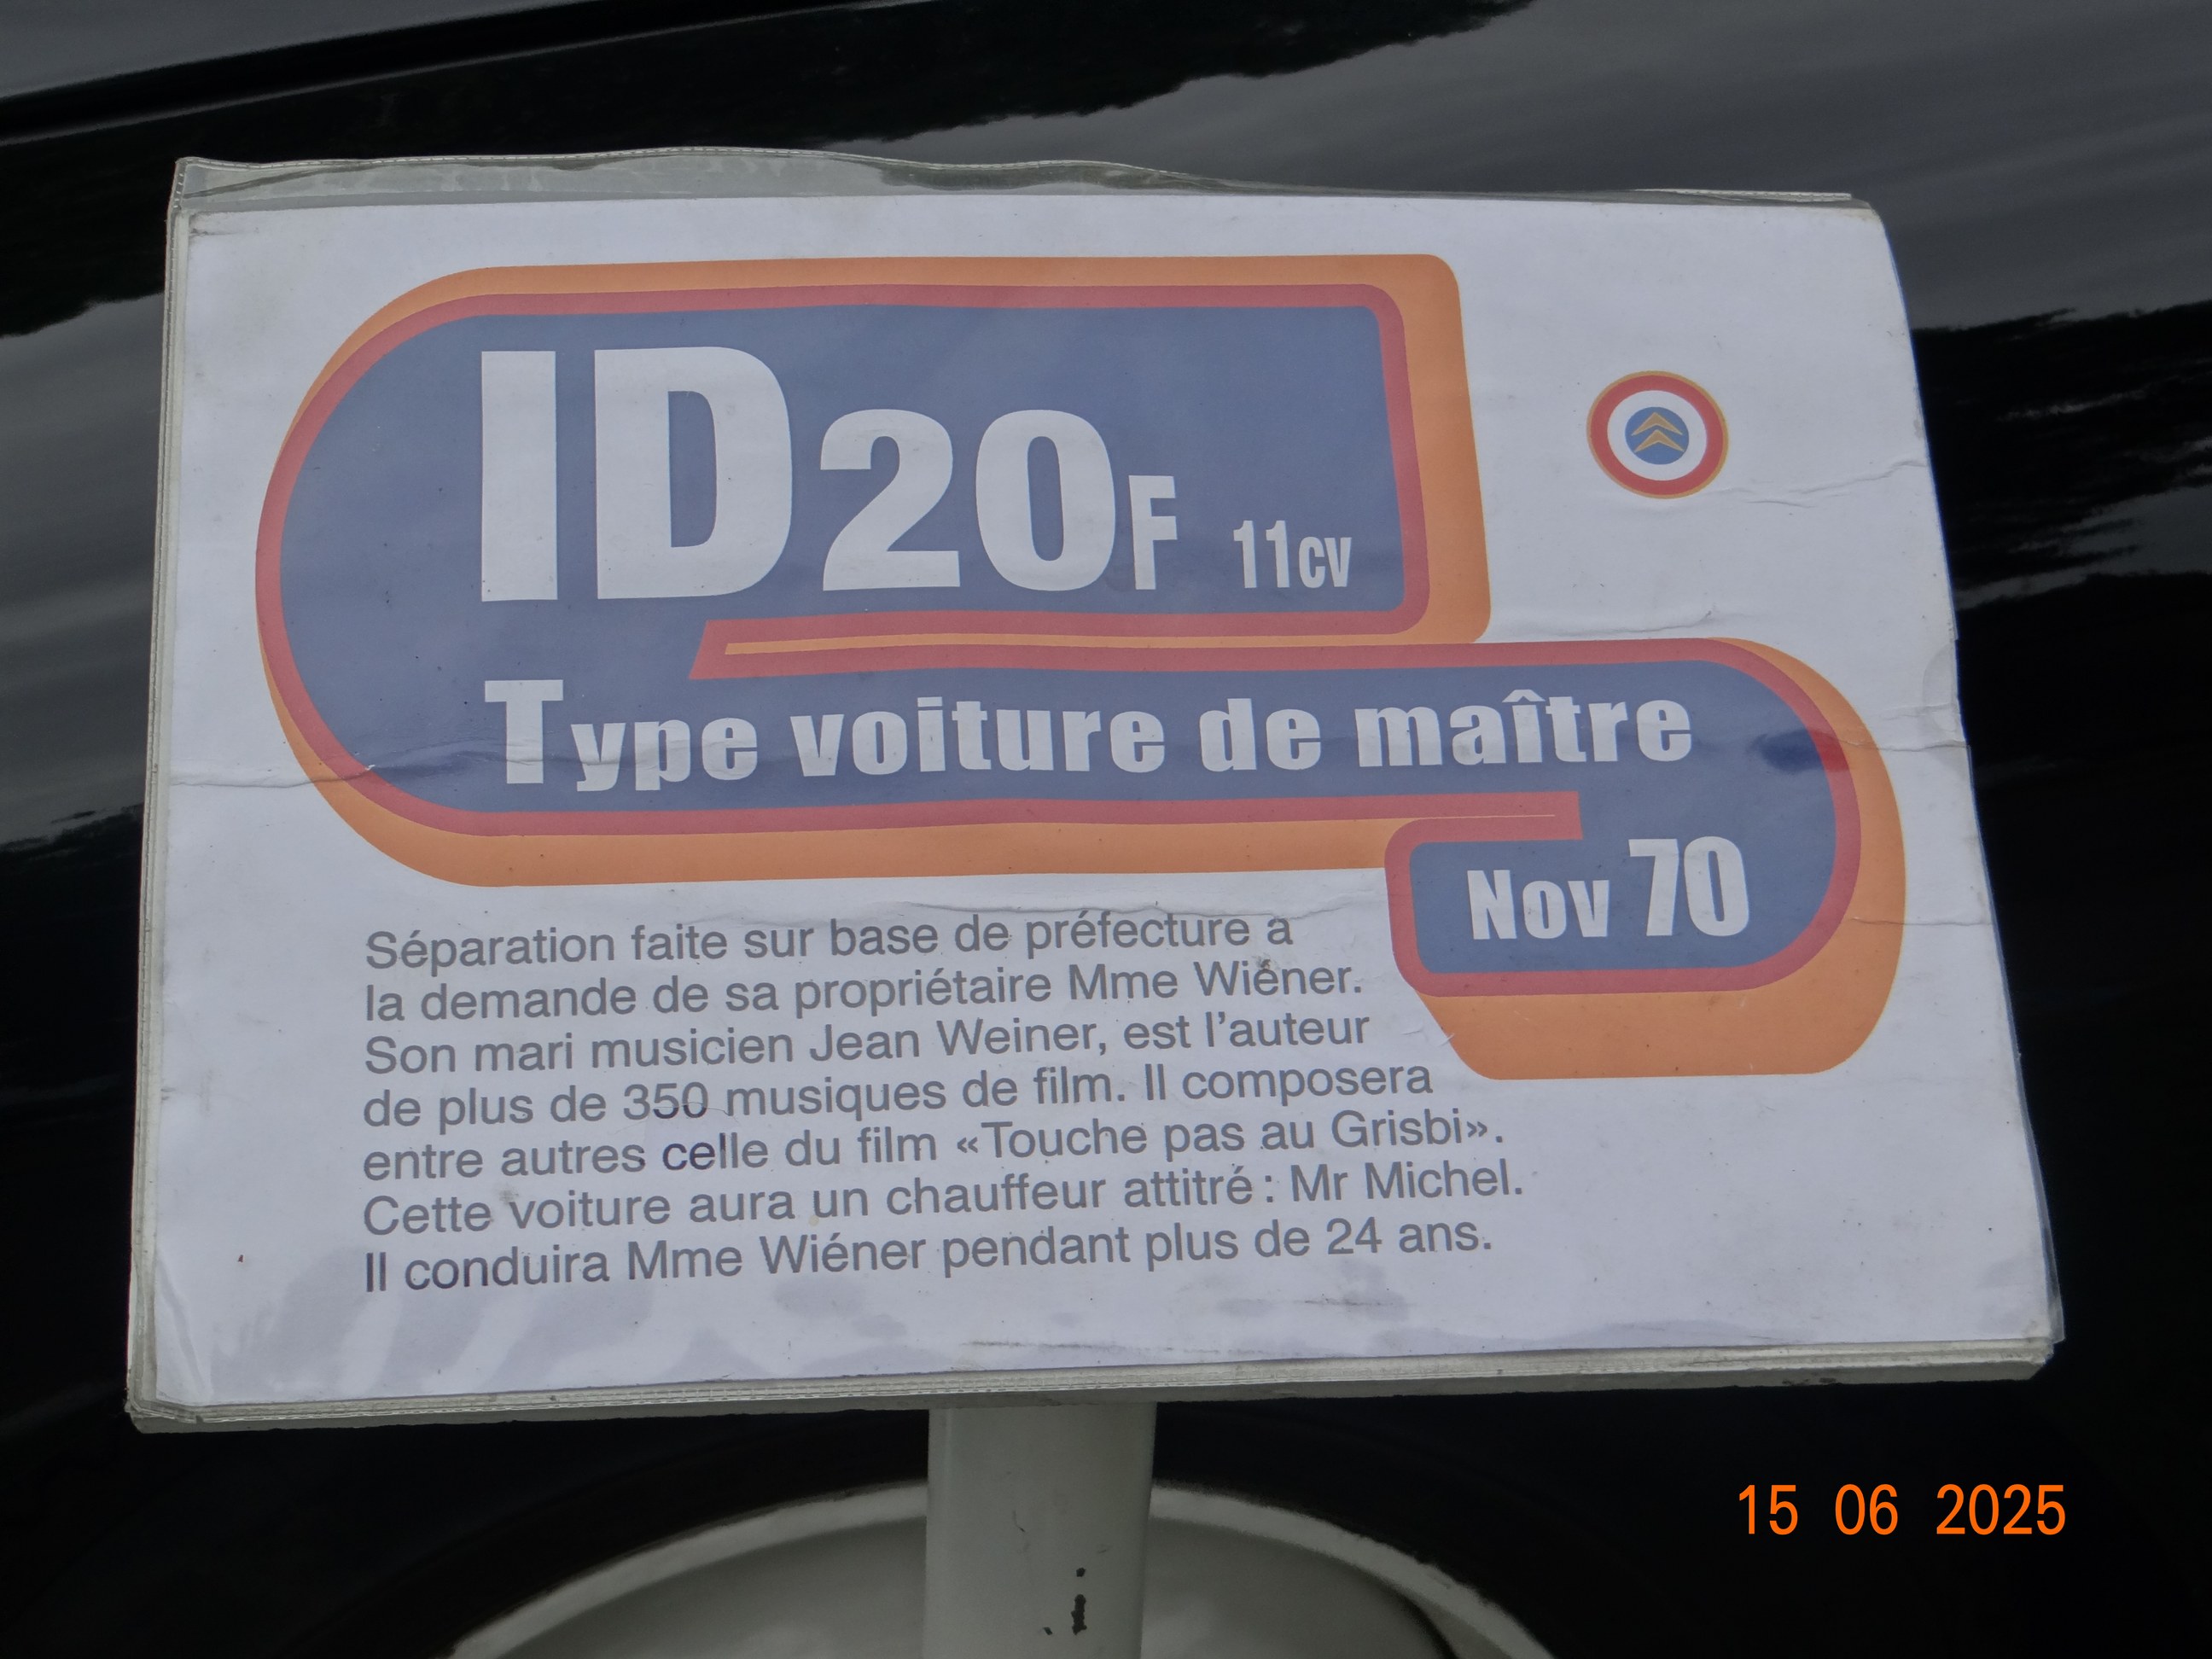 ID20F 11cv
Type voiture de maître
Nov 70
Séparation faite sur base de préfecture a
la demande de sa propriétaire Mme Wiéner.
Son mari musicien Jean Weiner, est l'auteur
de plus de 350 musiques de film. Il composera
entre autres celle du film «Touche pas au Grisbi».
Cette voiture aura un chauffeur attitré : Mr Michel.
Il conduira Mme Wiéner pendant plus de 24 ans.
15 06 2025